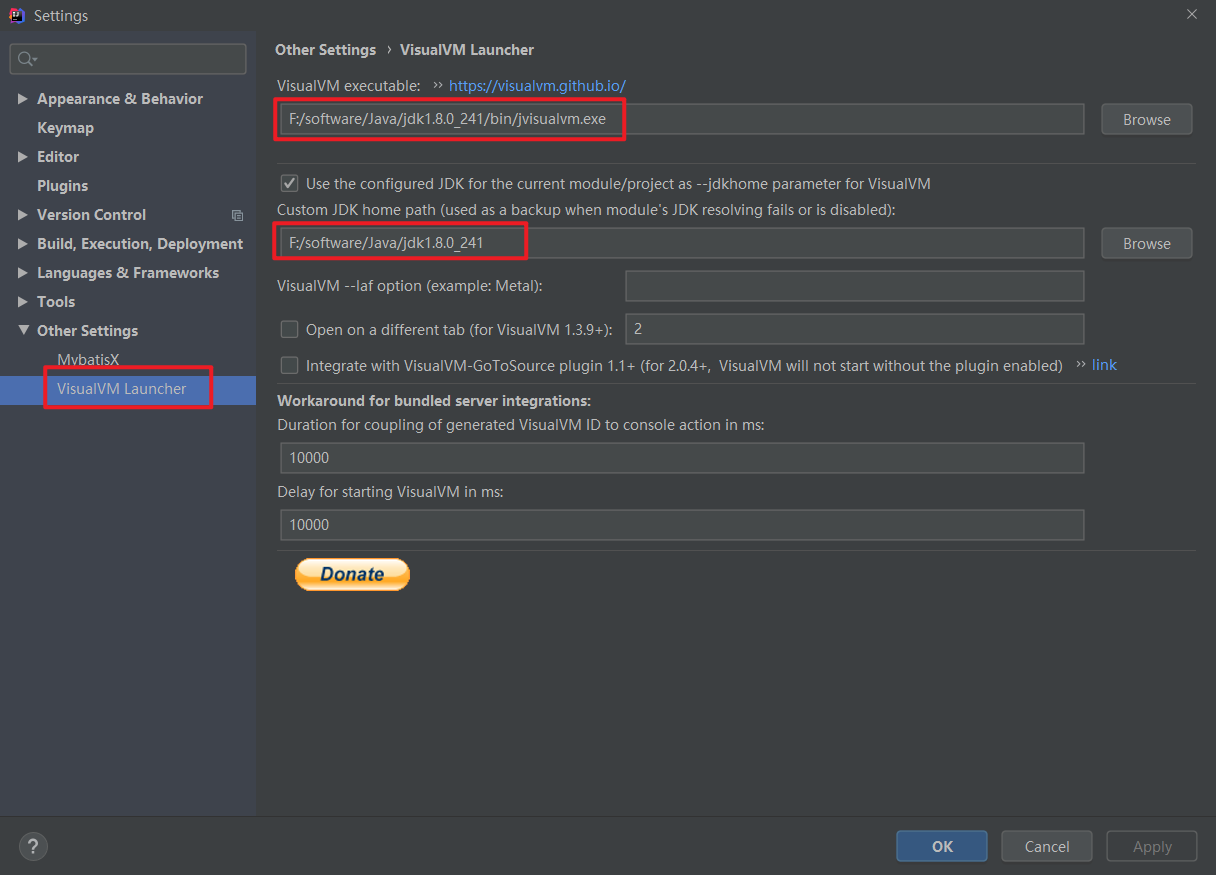 Settings
Other Settings › VisualVM Launcher
VisualVM executable: » https://visualvm.github.io/
F:/software/Java/jdk1.8.0_241/bin/jvisualvm.exe
Browse
Appearance & Behavior
Keymap
Editor
Plugins
Version Control
Build, Execution, Deployment
Languages & Frameworks
Tools
Other Settings
MybatisX
VisualVM Launcher
Use the configured JDK for the current module/project as --jdkhome parameter for VisualVM
Custom JDK home path (used as a backup when module's JDK resolving fails or is disabled):
F:/software/Java/jdk1.8.0_241
Browse
VisualVM --laf option (example: Metal):
Open on a different tab (for VisualVM 1.3.9+):
2
Integrate with VisualVM-GoToSource plugin 1.1+ (for 2.0.4+, VisualVM will not start without the plugin enabled) » link
Workaround for bundled server integrations:
Duration for coupling of generated VisualVM ID to console action in ms:
10000
Delay for starting VisualVM in ms:
10000
Donate
?
OK
Cancel
Apply